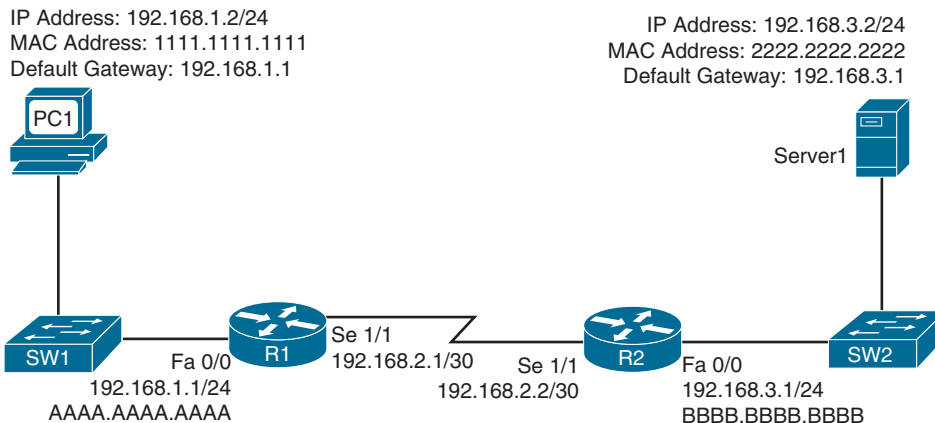 IP Address: 192.168.1.2/24
MAC Address: 1111.1111.1111
Default Gateway: 192.168.1.1
PC1
IP Address: 192.168.3.2/24
MAC Address: 2222.2222.2222
Default Gateway: 192.168.3.1
Server1
SW1
Fa 0/0
192.168.1.1/24
AAAA.AAAA.AAAA
R1
Se 1/1
192.168.2.1/30
Se 1/1
192.168.2.2/30
R2
Fa 0/0
192.168.3.1/24
BBBB.BBBB.BBBB
SW2